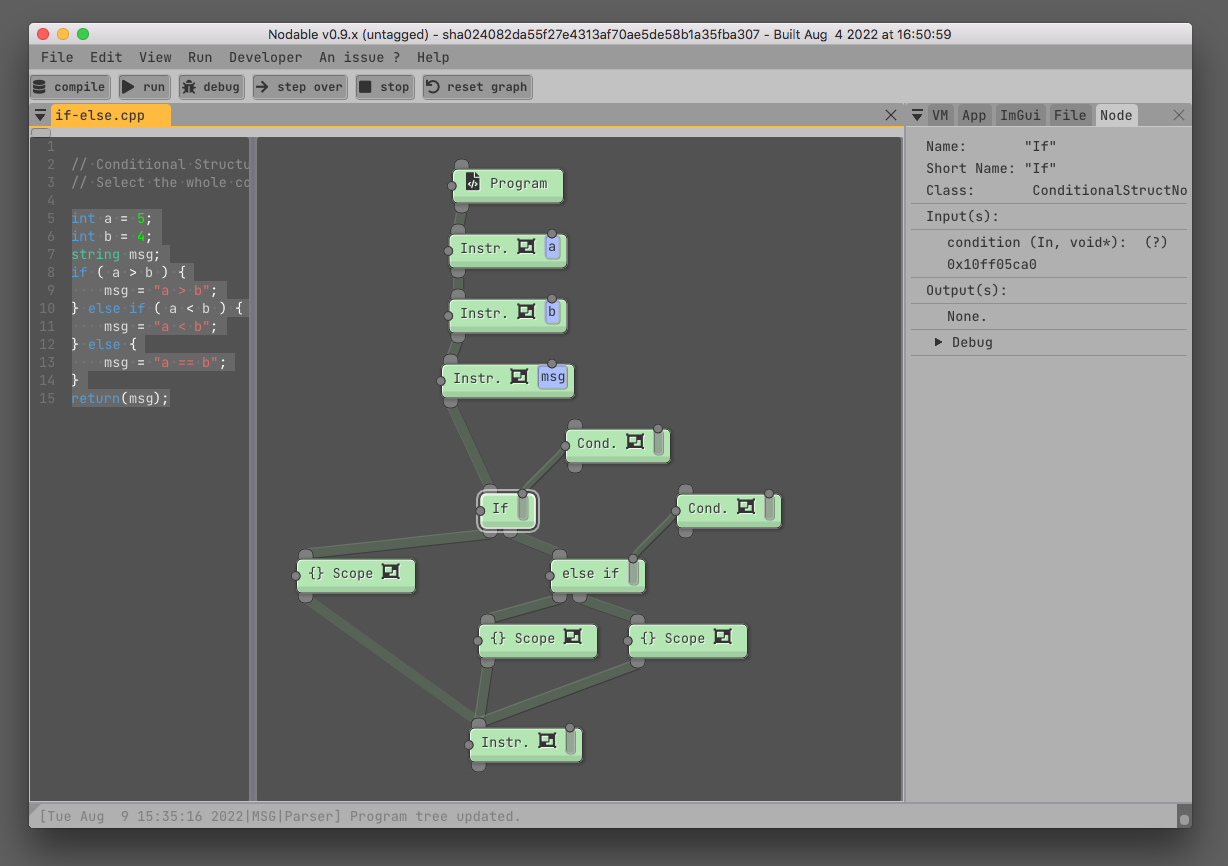 Nodable v0.9.x (untagged) - sha024082da55f27e4313af70ae5de58b1a35fba307 - Built Aug  4 2022 at 16:50:59
File Edit View Run Developer An issue ? Help
compile run debug step over stop reset graph
if-else.cpp
1
2 // Conditional Structu
3 // Select the whole co
4
5 int a = 5;
6 int b = 4;
7 string msg;
8 if ( a > b ) {
9 msg = "a > b";
10 } else if ( a < b ) {
11 msg = "a < b";
12 } else {
13 msg = "a == b";
14 }
15 return(msg);
Program
Instr. a
Instr. b
Instr. msg
Cond.
If
Cond.
{} Scope
else if
{} Scope
{} Scope
Instr.
VM App ImGui File Node
Name: "If"
Short Name: "If"
Class: ConditionalStructNo
Input(s):
condition (In, void*): (?)
0x10ff05ca0
Output(s):
None.
Debug
[Tue Aug  9 15:35:16 2022|MSG|Parser] Program tree updated.